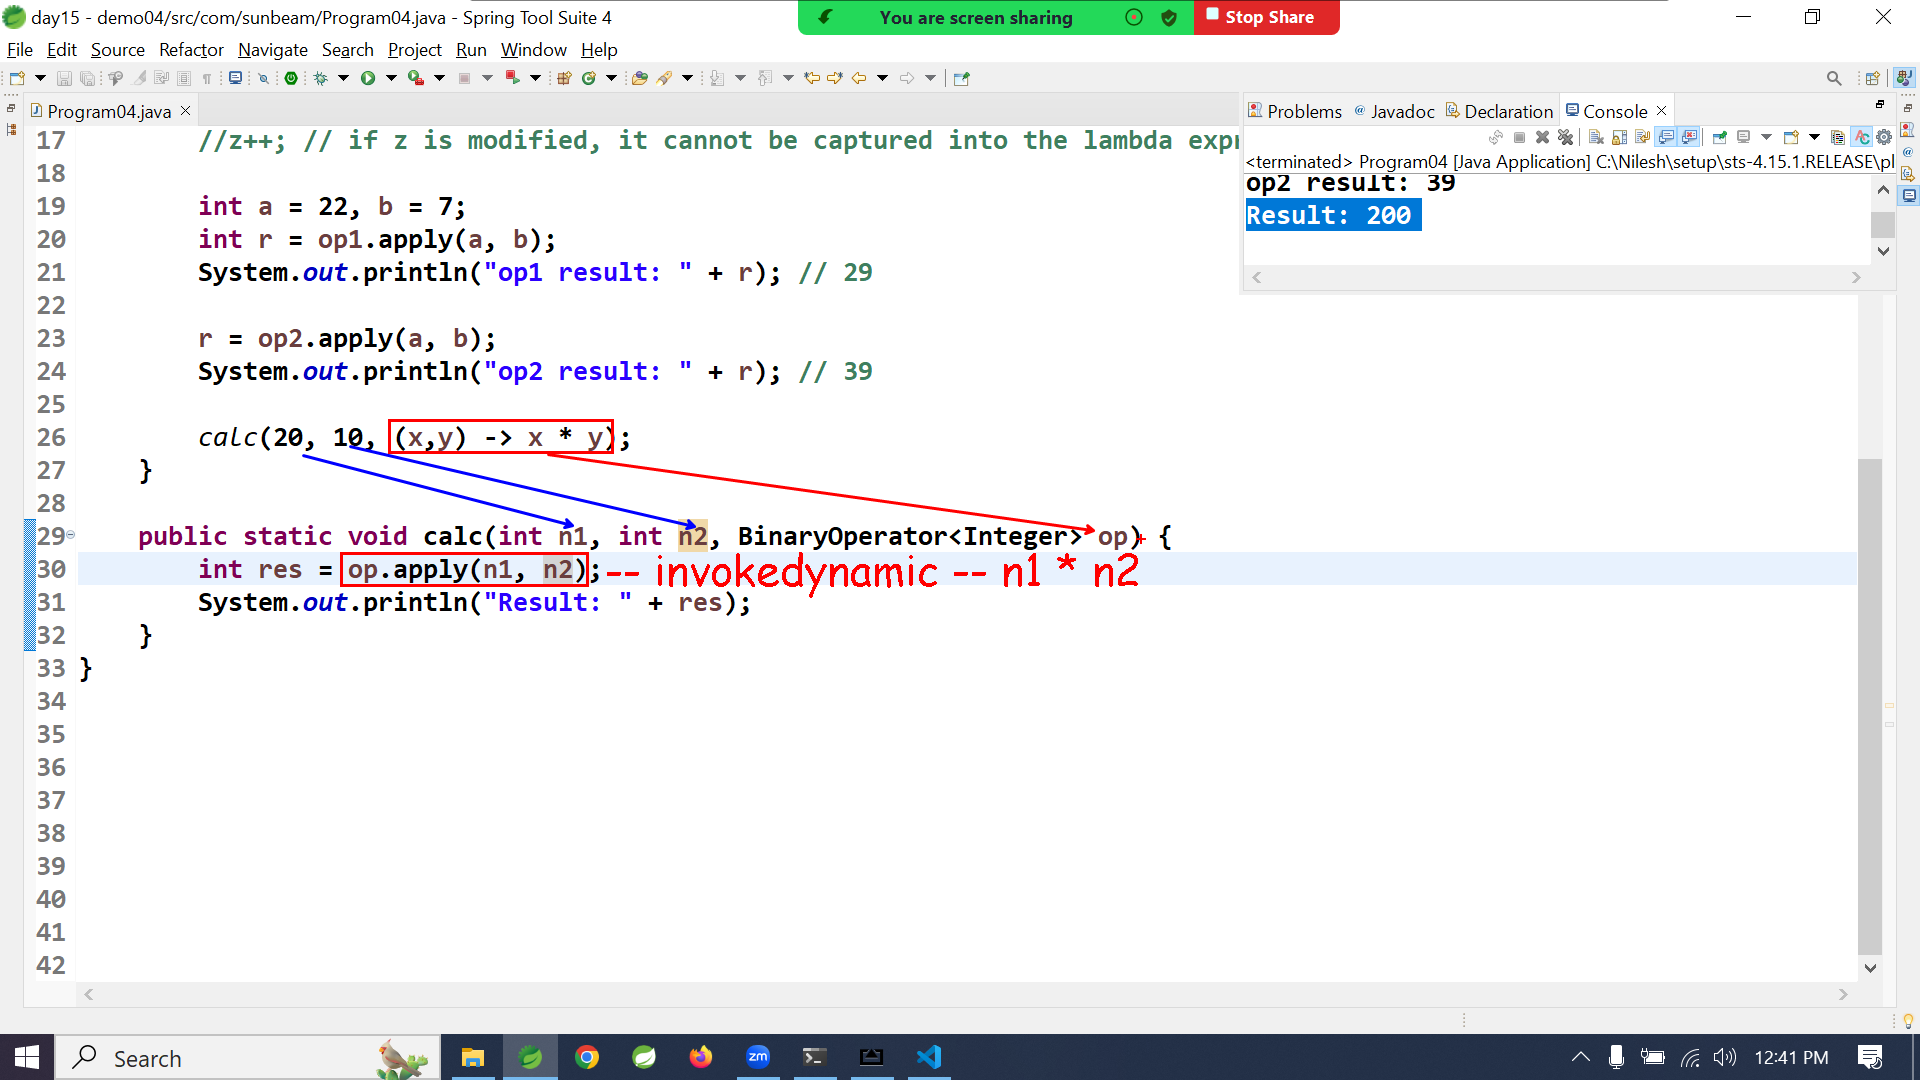 day15 - demo04/src/com/sunbeam/Program04.java - Spring Tool Suite 4
You are screen sharing
Stop Share
File Edit Source Refactor Navigate Search Project Run Window Help
Program04.java
Problems Javadoc Declaration Console
<terminated> Program04 [Java Application] C:\Nilesh\setup\sts-4.15.1.RELEASE\pl
op2 result: 39
Result: 200
17 //z++; // if z is modified, it cannot be captured into the lambda expr
18
19 int a = 22, b = 7;
20 int r = op1.apply(a, b);
21 System.out.println("op1 result: " + r); // 29
22
23 r = op2.apply(a, b);
24 System.out.println("op2 result: " + r); // 39
25
26 calc(20, 10, (x,y) -> x * y);
27 }
28
29 public static void calc(int n1, int n2, BinaryOperator<Integer> op) {
30 int res = op.apply(n1, n2); -- invokedynamic -- n1 * n2
31 System.out.println("Result: " + res);
32 }
33 }
34
35
36
37
38
39
40
41
42
Search
zm
12:41 PM